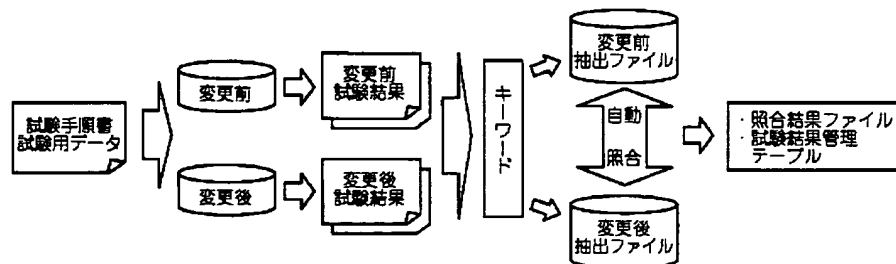 試験手順書
試験用データ
変更前
変更後
変更前
試験結果
変更後
試験結果
キーワード
変更前
抽出ファイル
自動
照合
変更後
抽出ファイル
・照合結果ファイル
・試験結果管理
テーブル